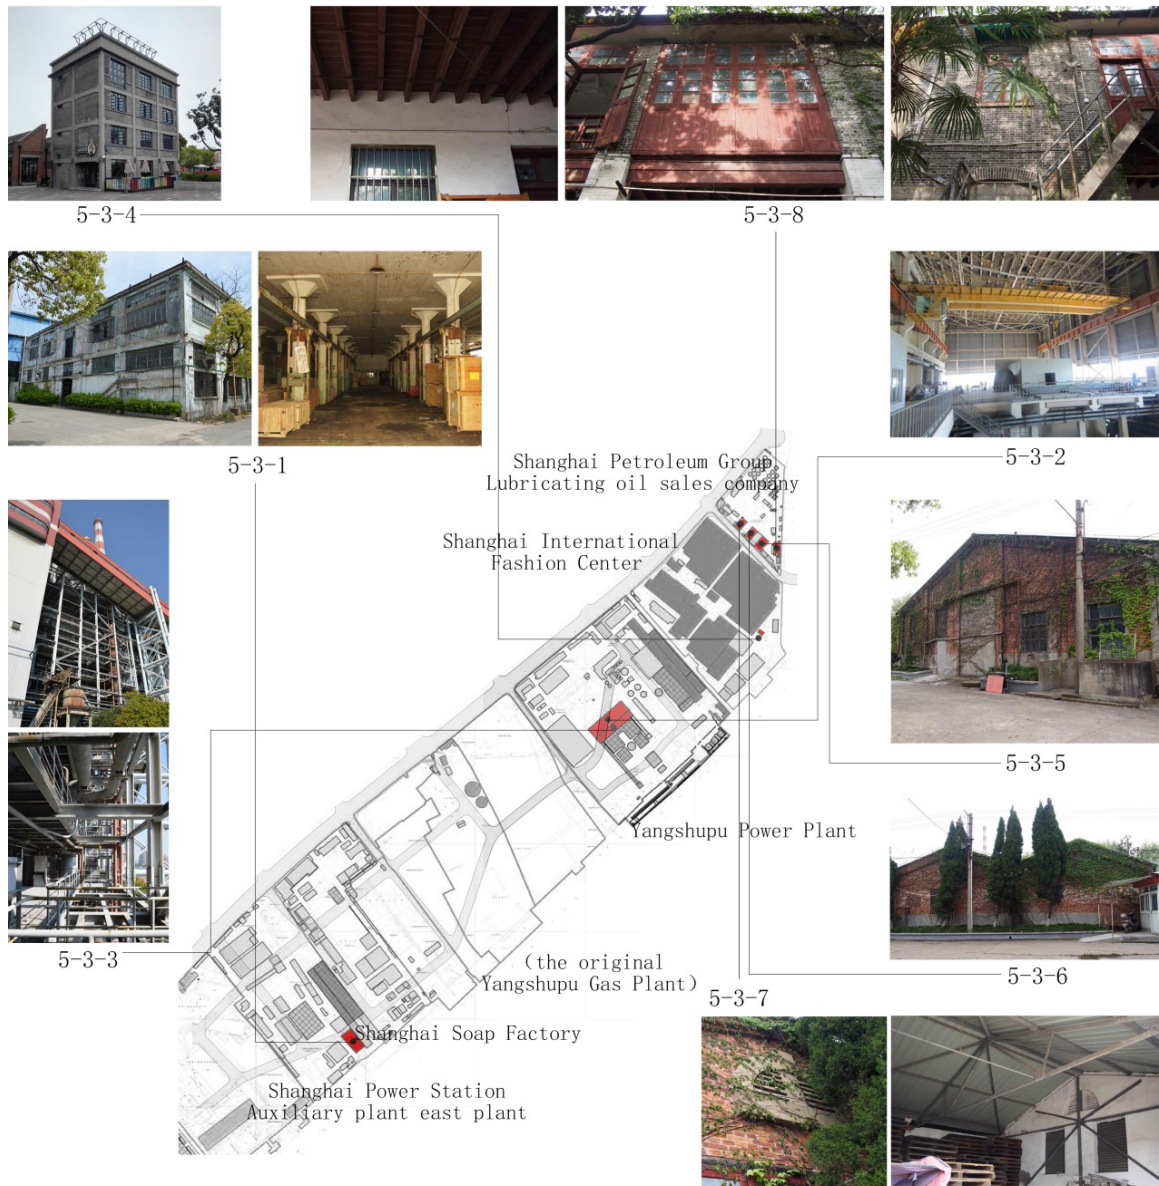 5-3-4
5-3-8
5-3-1
5-3-2
Shanghai Petroleum Group
Lubricating oil sales company
Shanghai International
Fashion Center
5-3-5
Yangshupu Power Plant
5-3-3
(the original
Yangshupu Gas Plant)
5-3-6
5-3-7
Shanghai Soap Factory
Shanghai Power Station
Auxiliary plant east plant